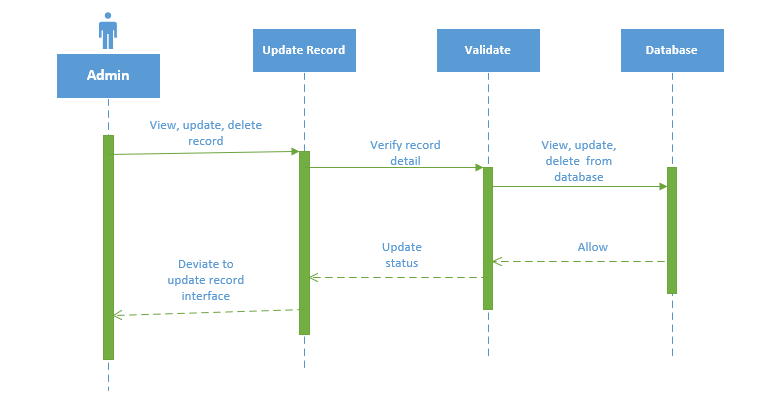 Admin
Update Record
Validate
Database
View, update, delete
record
Verify record
detail
View, update,
delete  from
database
Allow
Update
status
Deviate to
update record
interface